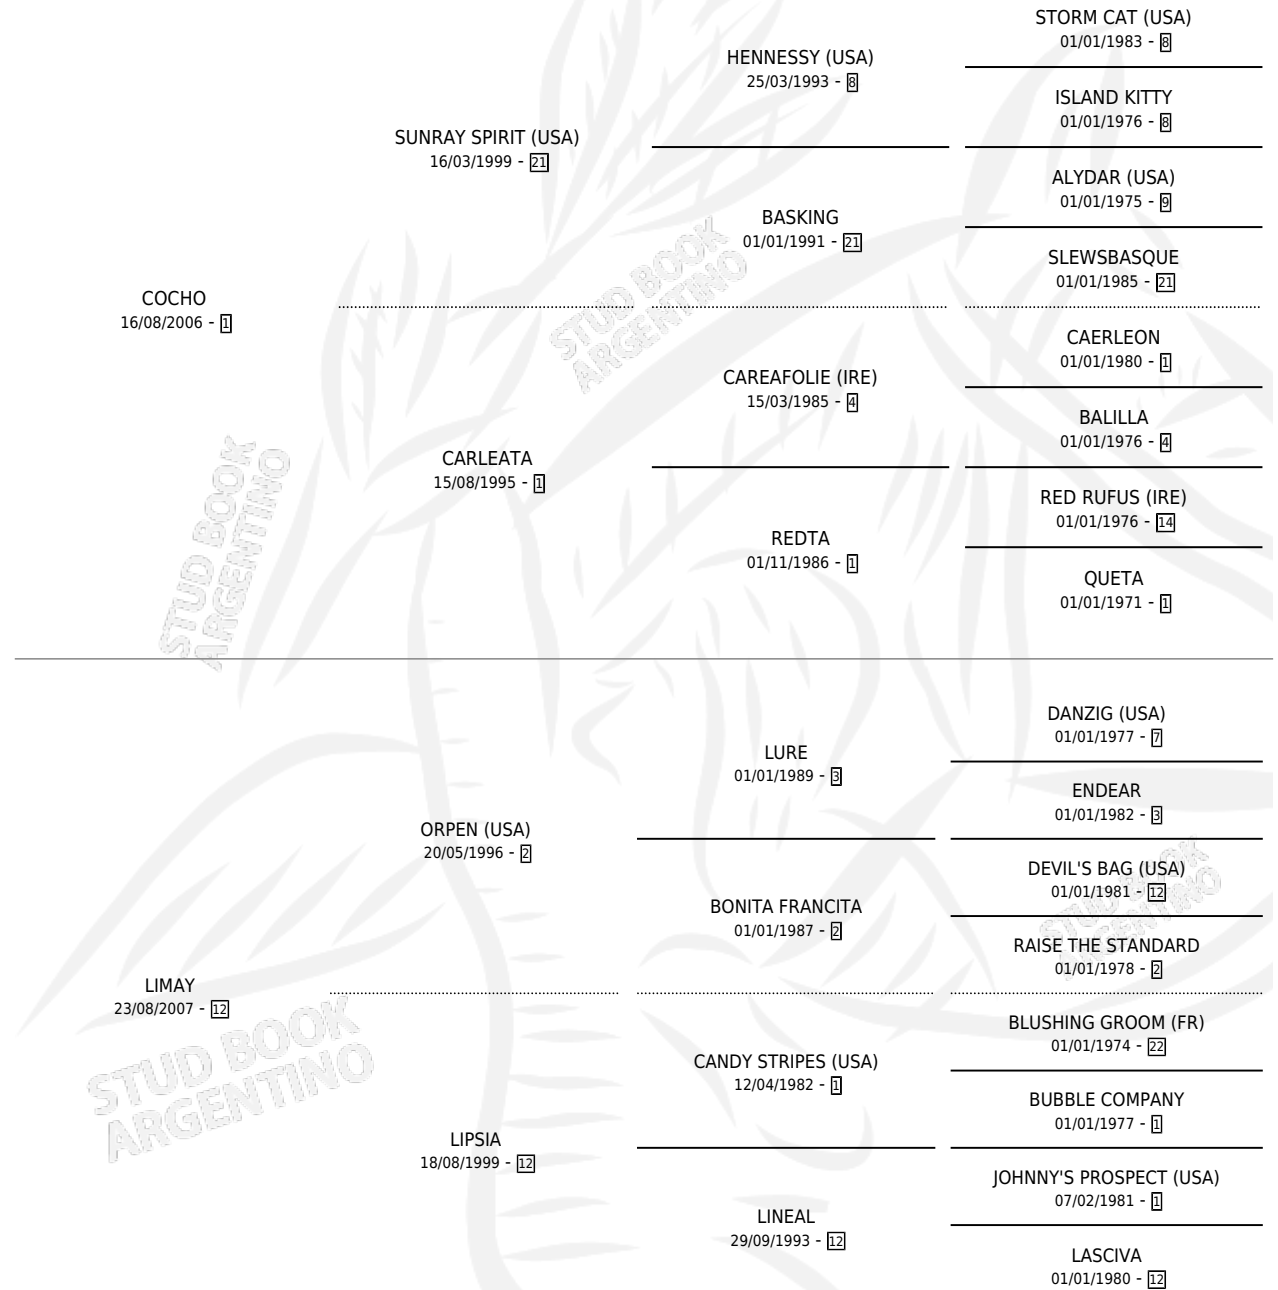 STORM CAT (USA)
01/01/1983 - 8
HENNESSY (USA)
25/03/1993 - 8
ISLAND KITTY
01/01/1976 - 8
SUNRAY SPIRIT (USA)
16/03/1999 - 21
ALYDAR (USA)
01/01/1975 - 9
BASKING
01/01/1991 - 21
SLEWSBASQUE
01/01/1985 - 21
COCHO
16/08/2006 - 1
CAERLEON
01/01/1980 - 1
CAREAFOLIE (IRE)
15/03/1985 - 4
BALILLA
01/01/1976 - 4
CARLEATA
15/08/1995 - 1
RED RUFUS (IRE)
01/01/1976 - 14
REDTA
01/11/1986 - 1
QUETA
01/01/1971 - 1
DANZIG (USA)
01/01/1977 - 7
LURE
01/01/1989 - 3
ENDEAR
01/01/1982 - 3
ORPEN (USA)
20/05/1996 - 2
DEVIL'S BAG (USA)
01/01/1981 - 12
BONITA FRANCITA
01/01/1987 - 2
RAISE THE STANDARD
01/01/1978 - 2
LIMAY
23/08/2007 - 12
BLUSHING GROOM (FR)
01/01/1974 - 22
CANDY STRIPES (USA)
12/04/1982 - 1
BUBBLE COMPANY
01/01/1977 - 1
LIPSIA
18/08/1999 - 12
JOHNNY'S PROSPECT (USA)
07/02/1981 - 1
LINEAL
29/09/1993 - 12
LASCIVA
01/01/1980 - 12
STUD BOOK
ARGENTINO
STUD BOOK
ARGENTINO
STUD BOOK
ARGENTINO
STUD BOOK
ARGENTINO